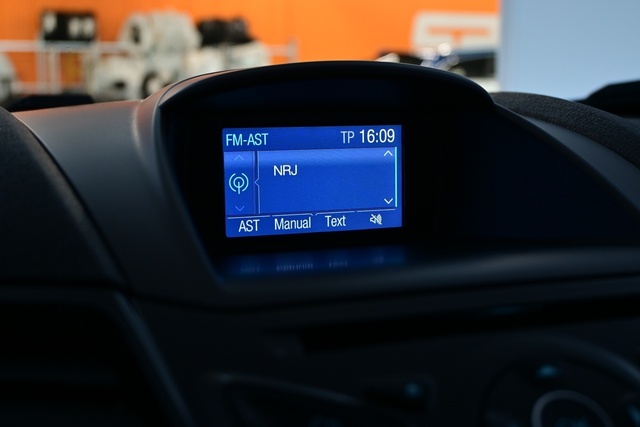 FM-AST TP 16:09
NRJ
AST Manual Text